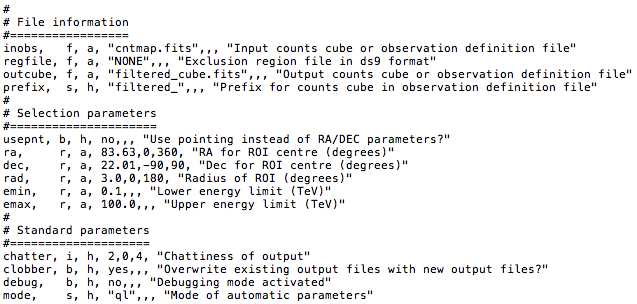 #
# File information
#==================
inobs,   f, a, "cntmap.fits",,, "Input counts cube or observation definition file"
regfile, f, a, "NONE",,, "Exclusion region file in ds9 format"
outcube, f, a, "filtered_cube.fits",,, "Output counts cube or observation definition file"
prefix,  s, h, "filtered_",,, "Prefix for counts cube in observation definition file"
#
# Selection parameters
#======================
usepnt, b, h, no,,, "Use pointing instead of RA/DEC parameters?"
ra,     r, a, 83.63,0,360, "RA for ROI centre (degrees)"
dec,    r, a, 22.01,-90,90, "Dec for ROI centre (degrees)"
rad,    r, a, 3.0,0,180, "Radius of ROI (degrees)"
emin,   r, a, 0.1,,, "Lower energy limit (TeV)"
emax,   r, a, 100.0,,, "Upper energy limit (TeV)"
#
# Standard parameters
#=====================
chatter, i, h, 2,0,4, "Chattiness of output"
clobber, b, h, yes,,, "Overwrite existing output files with new output files?"
debug,   b, h, no,,, "Debugging mode activated"
mode,    s, h, "ql",,, "Mode of automatic parameters"